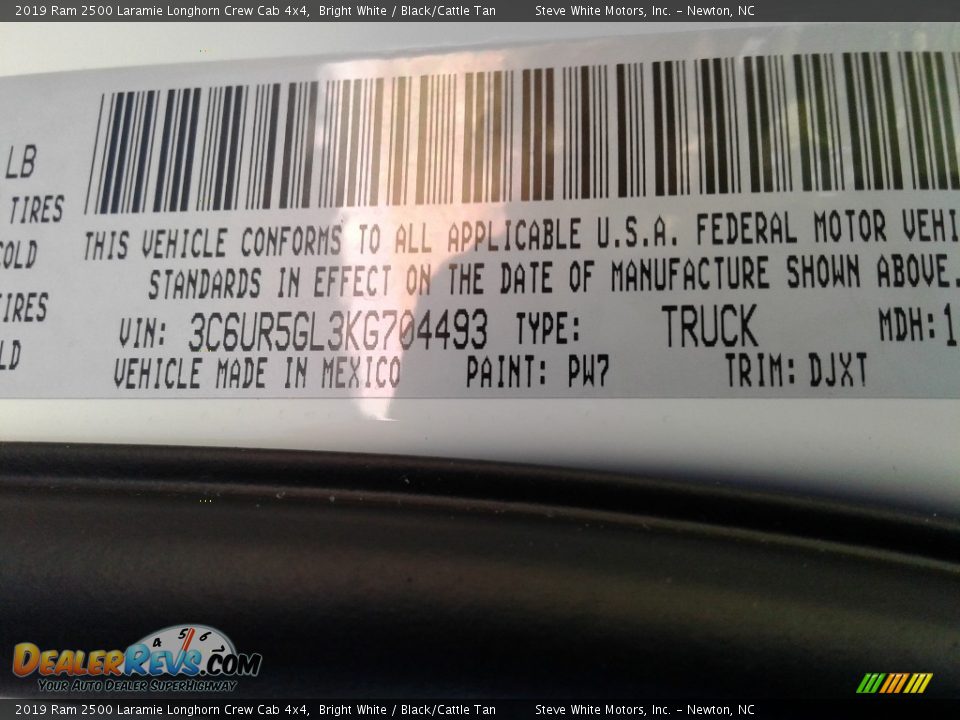 2019 Ram 2500 Laramie Longhorn Crew Cab 4x4, Bright White / Black/Cattle Tan Steve White Motors, Inc. – Newton, NC
LB
TIRES
COLD
TIRES
THIS VEHICLE CONFORMS TO ALL APPLICABLE U.S.A. FEDERAL MOTOR VEHI
STANDARDS IN EFFECT ON THE DATE OF MANUFACTURE SHOWN ABOVE.
VIN: 3C6UR5GL3KG704493 TYPE: TRUCK MDH: 1
VEHICLE MADE IN MEXICO PAINT: PW7 TRIM: DJXT
4 5 6
DEALERREVS.COM
YOUR AUTO DEALER SUPERHIGHWAY
2019 Ram 2500 Laramie Longhorn Crew Cab 4x4, Bright White / Black/Cattle Tan Steve White Motors, Inc. – Newton, NC